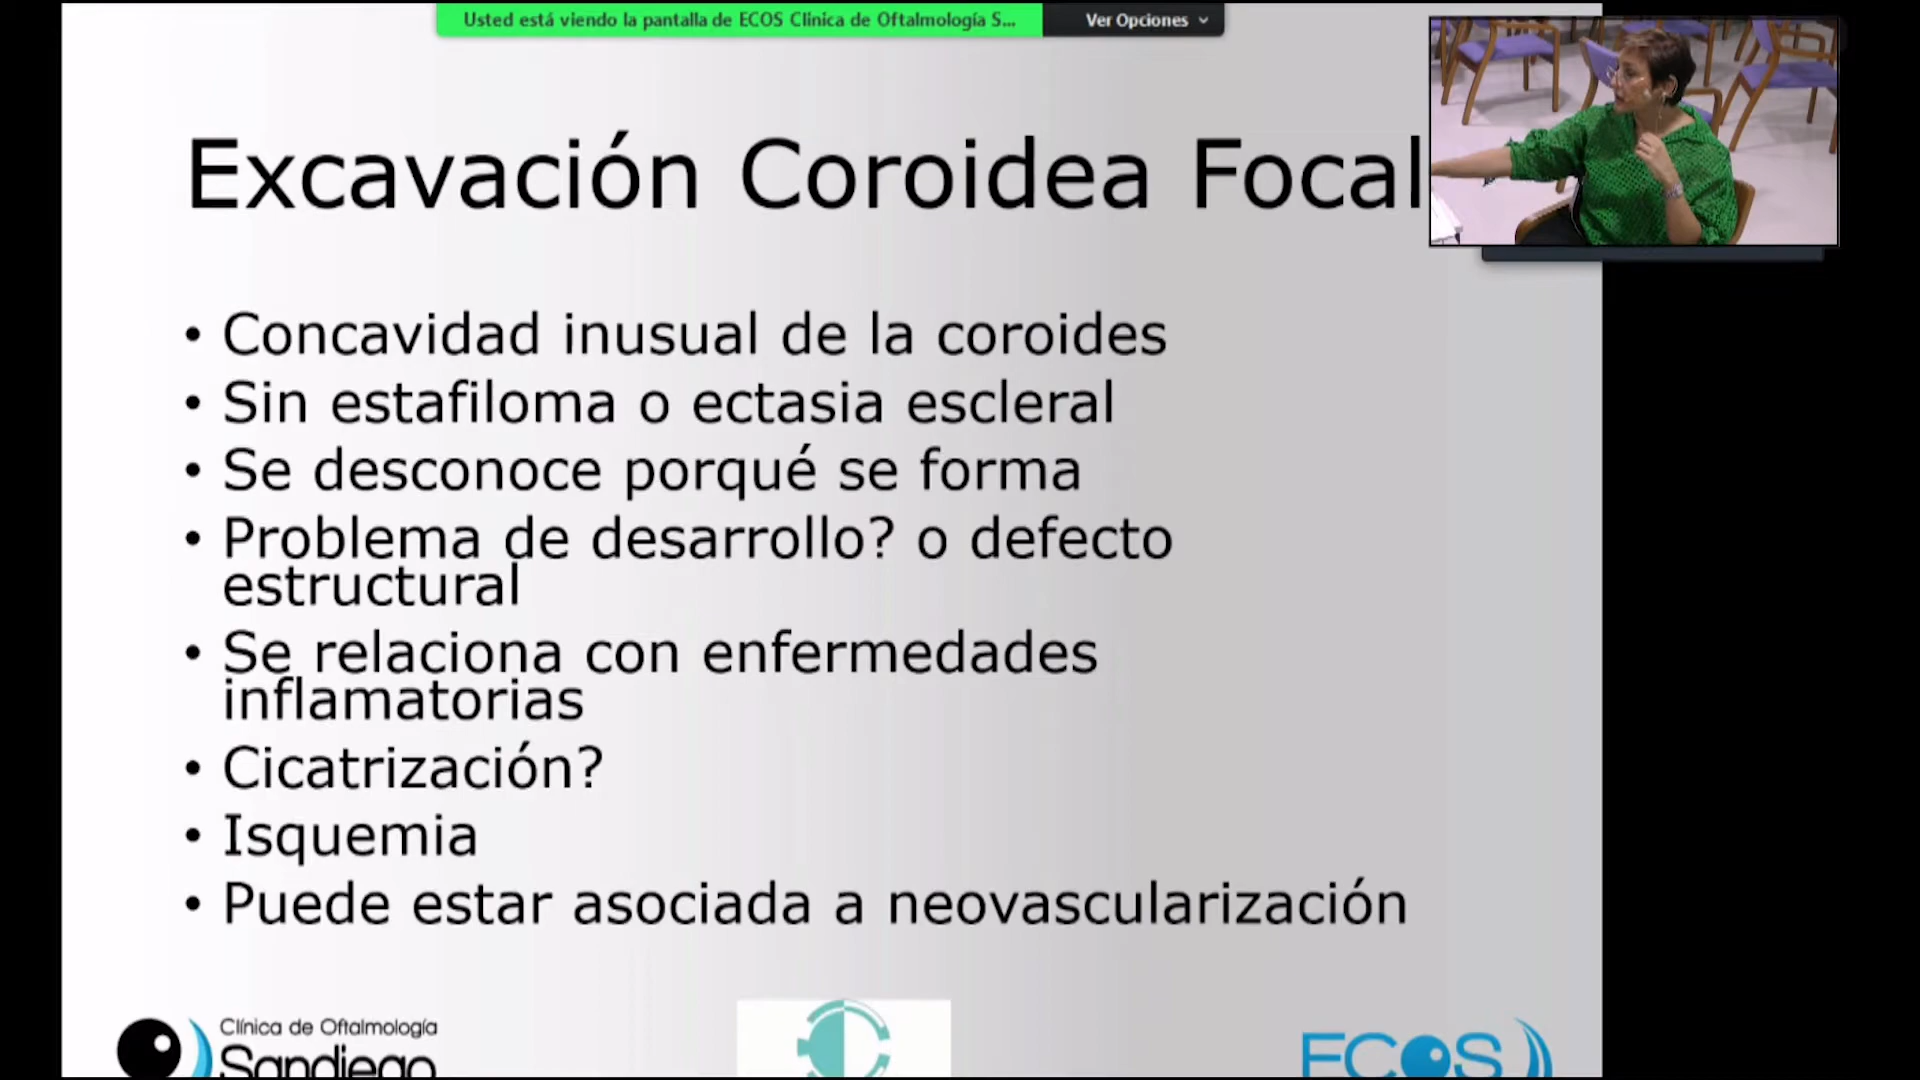 Usted está viendo la pantalla de ECOS Clinica de Oftalmología S...
Ver Opciones
Excavación Coroidea Focal
• Concavidad inusual de la coroides
• Sin estafiloma o ectasia escleral
• Se desconoce porqué se forma
• Problema de desarrollo? o defecto
estructural
• Se relaciona con enfermedades
inflamatorias
• Cicatrización?
• Isquemia
• Puede estar asociada a neovascularización
Clínica de Oftalmología
Sandiego
ECOS